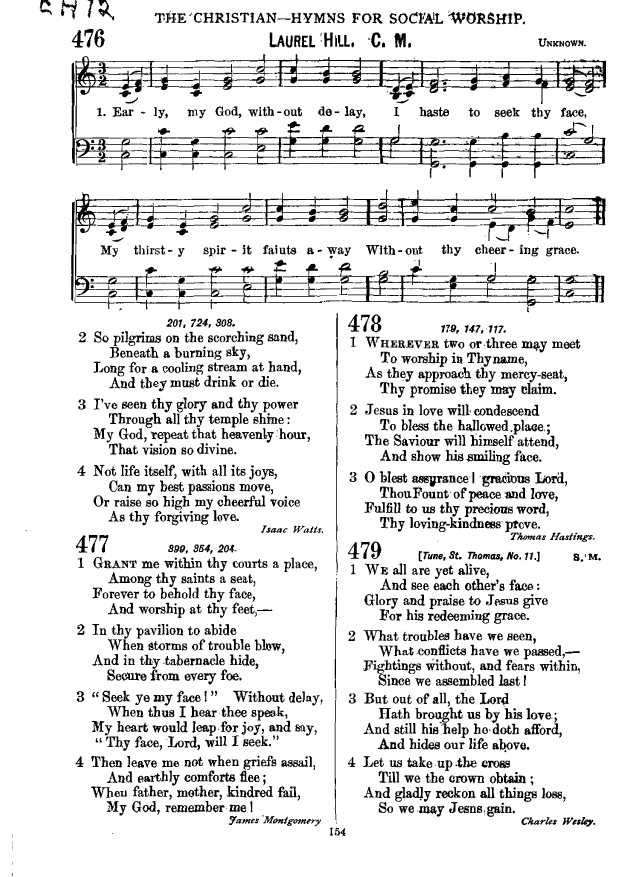 CH72
THE CHRISTIAN—HYMNS FOR SOCIAL WORSHIP.
476 LAUREL HILL. C. M. UNKNOWN.
1. Ear - ly, my God, with-out de-lay, I haste to seek thy face,
My thirst-y spir - it faints a-way With-out thy cheer-ing grace.
201, 724, 308.
2 So pilgrims on the scorching sand,
Beneath a burning sky,
Long for a cooling stream at hand,
And they must drink or die.
3 I've seen thy glory and thy power
Through all thy temple shine:
My God, repeat that heavenly hour,
That vision so divine.
4 Not life itself, with all its joys,
Can my best passions move,
Or raise so high my cheerful voice
As thy forgiving love.
Isaac Watts.
477 399, 354, 204.
1 GRANT me within thy courts a place,
Among thy saints a seat,
Forever to behold thy face,
And worship at thy feet,—
2 In thy pavilion to abide
When storms of trouble blow,
And in thy tabernacle hide,
Secure from every foe.
3 "Seek ye my face!" Without delay,
When thus I hear thee speak,
My heart would leap for joy, and say,
"Thy face, Lord, will I seek."
4 Then leave me not when griefs assail,
And earthly comforts flee;
When father, mother, kindred fail,
My God, remember me!
James Montgomery
478 179, 147, 117.
1 WHEREVER two or three may meet
To worship in Thy name,
As they approach thy mercy-seat,
Thy promise they may claim.
2 Jesus in love will condescend
To bless the hallowed place;
The Saviour will himself attend,
And show his smiling face.
3 O blest assurance! gracious Lord,
Thou Fount of peace and love,
Fulfill to us thy precious word,
Thy loving-kindness prove.
Thomas Hastings.
479 [Tune, St. Thomas, No. 11.] S. M.
1 WE all are yet alive,
And see each other's face:
Glory and praise to Jesus give
For his redeeming grace.
2 What troubles have we seen,
What conflicts have we passed,—
Fightings without, and fears within,
Since we assembled last!
3 But out of all, the Lord
Hath brought us by his love;
And still his help he doth afford,
And hides our life above.
4 Let us take up the cross
Till we the crown obtain;
And gladly reckon all things loss,
So we may Jesus gain.
Charles Wesley.
154